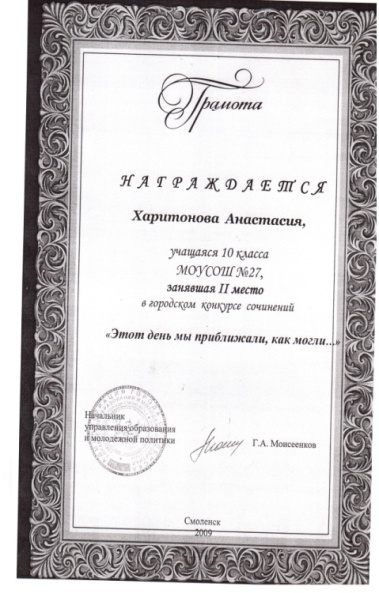 Грамота
НАГРАЖДАЕТСЯ
Харитонова Анастасия,
учащаяся 10 класса
МОУСОШ №27,
занявшая II место
в городском конкурсе сочинений
«Этот день мы приближали, как могли...»
Начальник
управления образования
и молодежной политики
Г.А. Моисеенков
Смоленск
2009